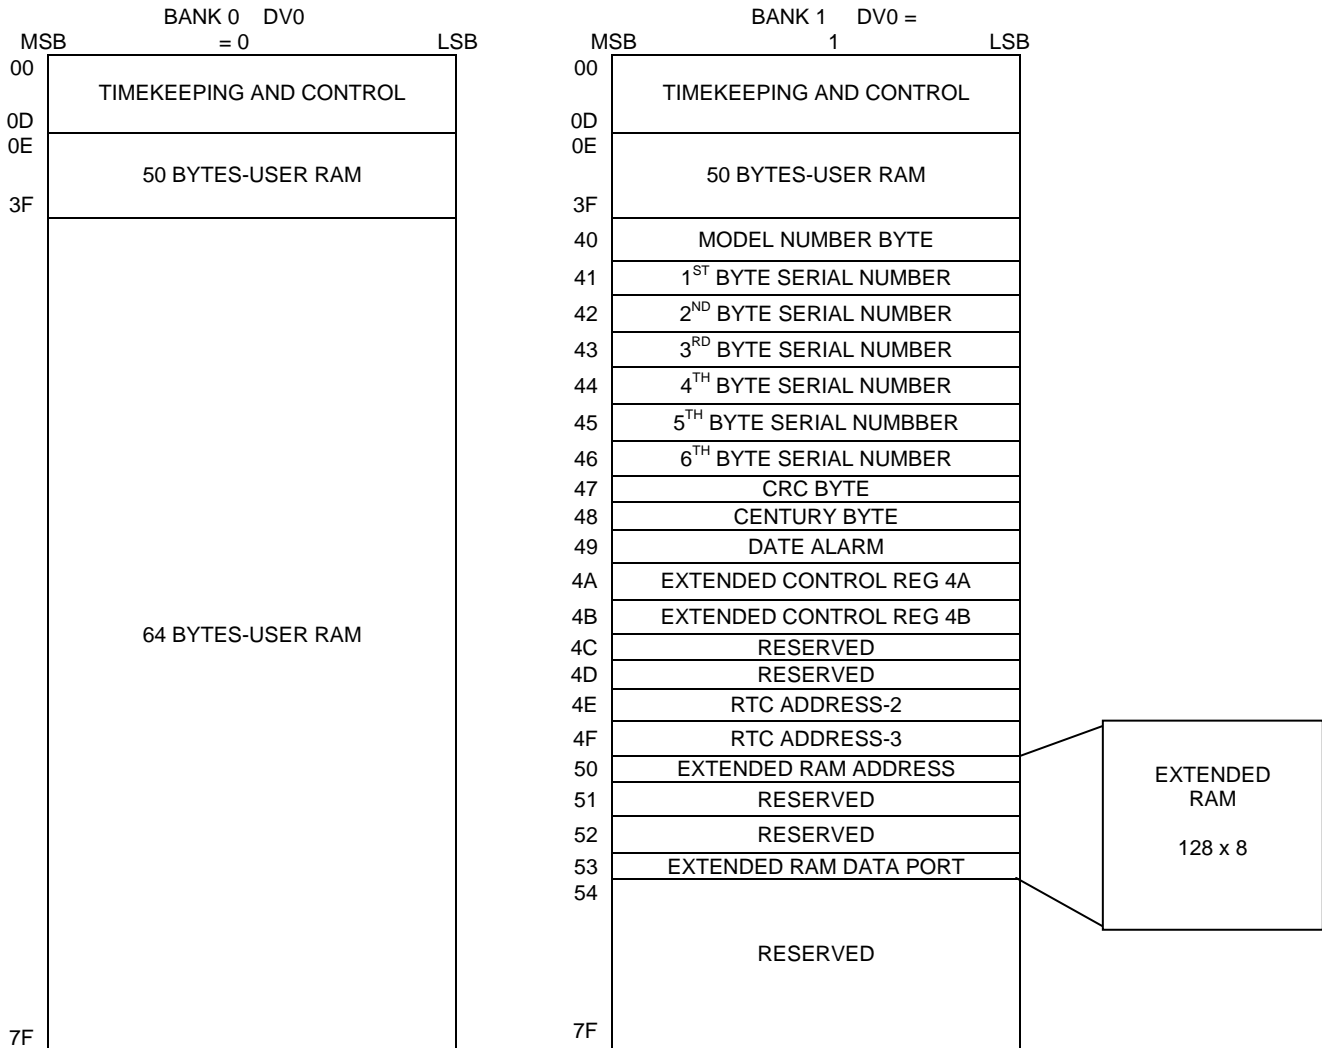 BANK 0 DV0
MSB = 0 LSB
00
TIMEKEEPING AND CONTROL
0D
0E
50 BYTES-USER RAM
3F
64 BYTES-USER RAM
7F
BANK 1 DV0 =
MSB 1 LSB
00
TIMEKEEPING AND CONTROL
0D
0E
50 BYTES-USER RAM
3F
40 MODEL NUMBER BYTE
41 1ST BYTE SERIAL NUMBER
42 2ND BYTE SERIAL NUMBER
43 3RD BYTE SERIAL NUMBER
44 4TH BYTE SERIAL NUMBER
45 5TH BYTE SERIAL NUMBBER
46 6TH BYTE SERIAL NUMBER
47 CRC BYTE
48 CENTURY BYTE
49 DATE ALARM
4A EXTENDED CONTROL REG 4A
4B EXTENDED CONTROL REG 4B
4C RESERVED
4D RESERVED
4E RTC ADDRESS-2
4F RTC ADDRESS-3
50 EXTENDED RAM ADDRESS
51 RESERVED
52 RESERVED
53 EXTENDED RAM DATA PORT
54
RESERVED
7F
EXTENDED
RAM
128 x 8